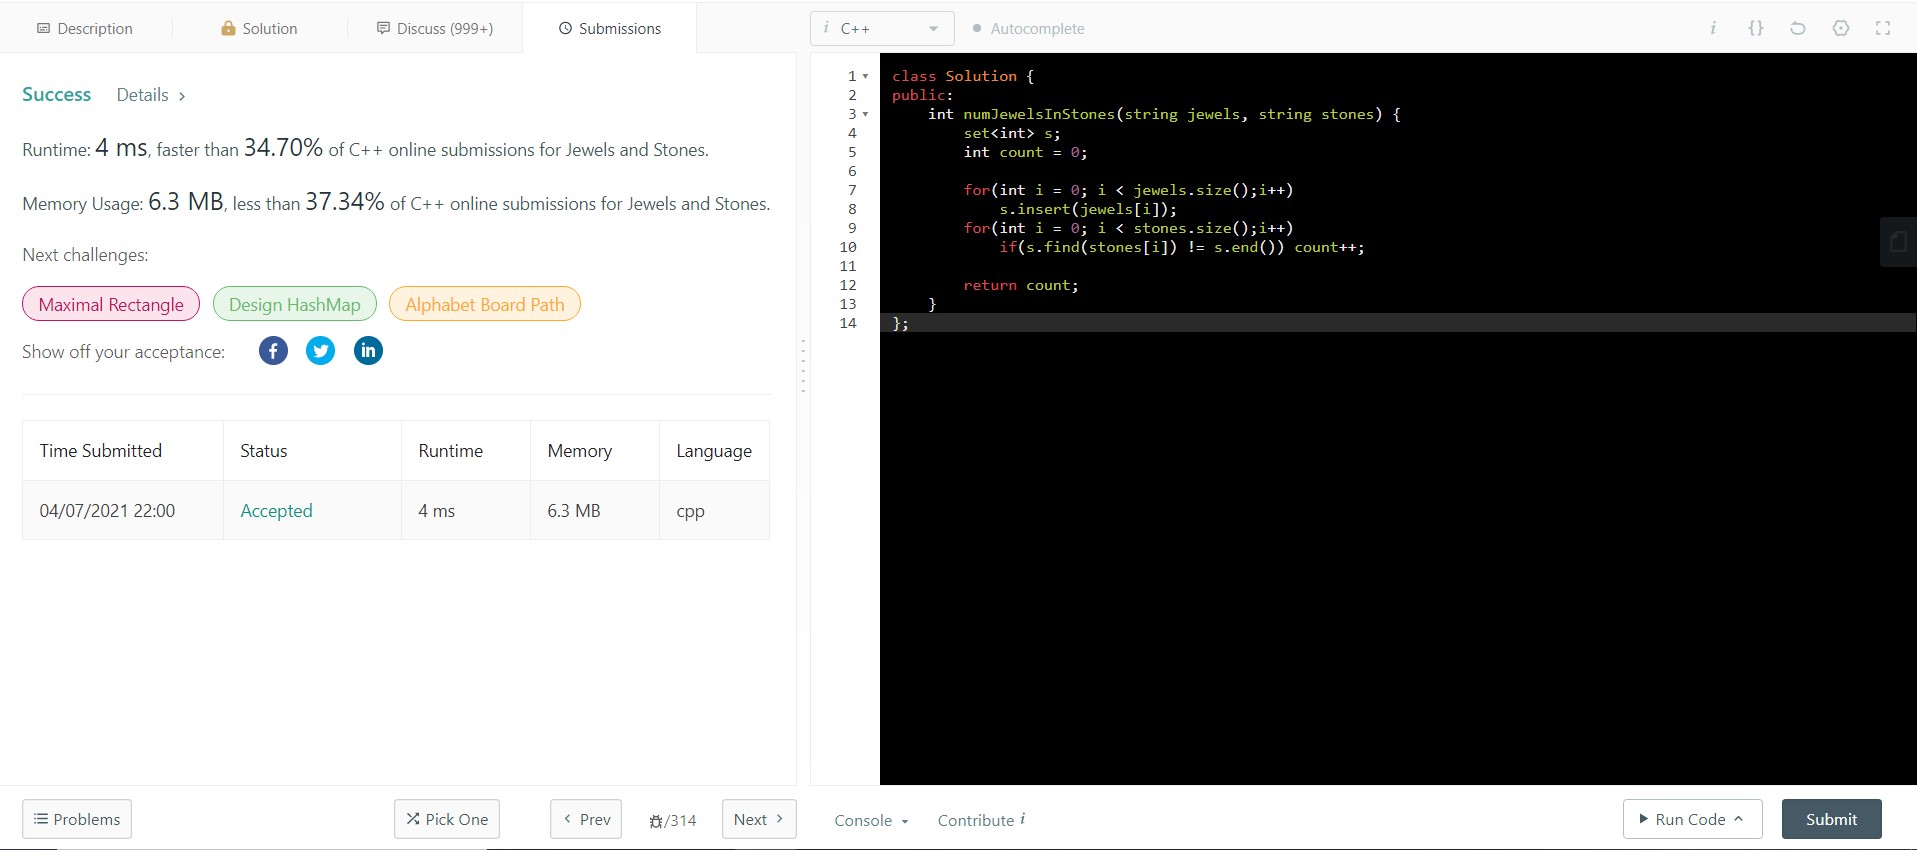 Description Solution Discuss (999+) Submissions
i C++ Autocomplete i {}
Success Details >
Runtime: 4 ms, faster than 34.70% of C++ online submissions for Jewels and Stones.
Memory Usage: 6.3 MB, less than 37.34% of C++ online submissions for Jewels and Stones.
Next challenges:
Maximal Rectangle Design HashMap Alphabet Board Path
Show off your acceptance: f in
Time Submitted Status Runtime Memory Language
04/07/2021 22:00 Accepted 4 ms 6.3 MB cpp
1 class Solution {
2 public:
3     int numJewelsInStones(string jewels, string stones) {
4         set<int> s;
5         int count = 0;
6
7         for(int i = 0; i < jewels.size();i++)
8             s.insert(jewels[i]);
9         for(int i = 0; i < stones.size();i++)
10             if(s.find(stones[i]) != s.end()) count++;
11
12         return count;
13     }
14 };
Problems Pick One < Prev /314 Next > Console Contribute i Run Code Submit